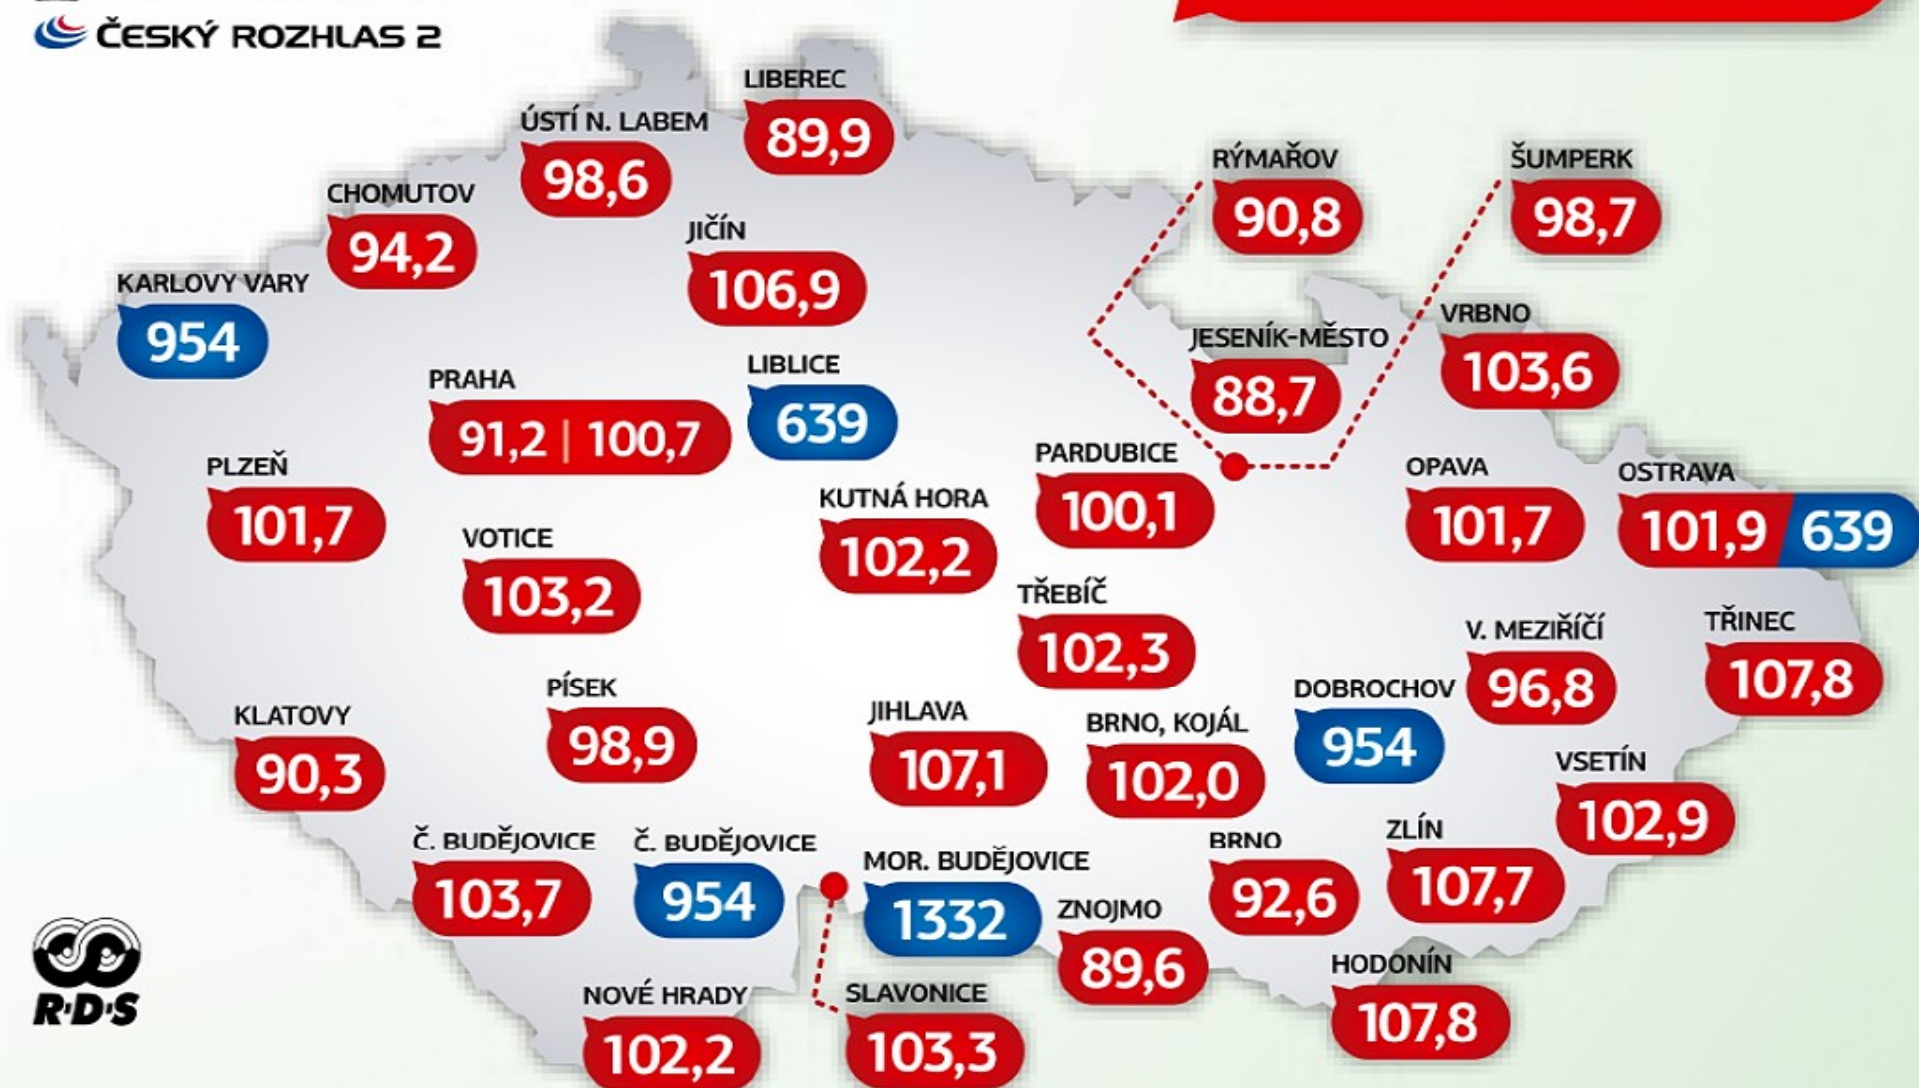 ČESKÝ ROZHLAS 2
LIBEREC
89,9
ÚSTÍ N. LABEM
98,6
RÝMAŘOV
90,8
ŠUMPERK
98,7
CHOMUTOV
94,2
JIČÍN
106,9
KARLOVY VARY
954
VRBNO
103,6
JESENÍK-MĚSTO
88,7
LIBLICE
639
PRAHA
91,2 | 100,7
PARDUBICE
100,1
PLZEŇ
101,7
OPAVA
101,7
OSTRAVA
101,9 639
KUTNÁ HORA
102,2
VOTICE
103,2
TŘEBÍČ
102,3
V. MEZIŘÍČÍ
96,8
TŘINEC
107,8
PÍSEK
98,9
DOBROCHOV
954
KLATOVY
90,3
JIHLAVA
107,1
BRNO, KOJÁL
102,0
VSETÍN
102,9
Č. BUDĚJOVICE
103,7
Č. BUDĚJOVICE
954
MOR. BUDĚJOVICE
1332
BRNO
92,6
ZLÍN
107,7
ZNOJMO
89,6
HODONÍN
107,8
NOVÉ HRADY
102,2
SLAVONICE
103,3
R·D·S